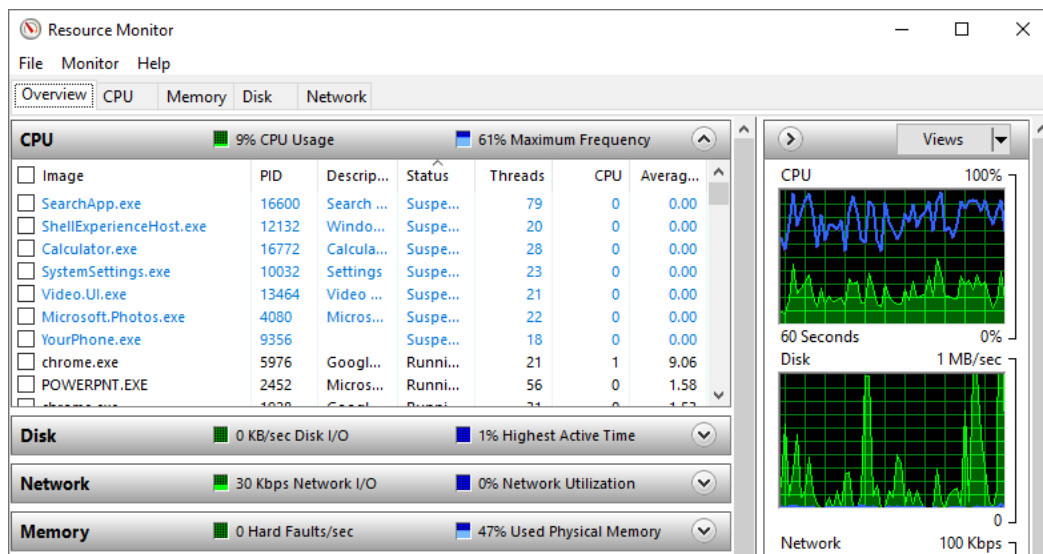 Resource Monitor
File Monitor Help
Overview CPU Memory Disk Network
CPU 9% CPU Usage 61% Maximum Frequency
Image PID Descrip... Status Threads CPU Averag...
SearchApp.exe 16600 Search ... Suspe... 79 0 0.00
ShellExperienceHost.exe 12132 Windo... Suspe... 20 0 0.00
Calculator.exe 16772 Calcula... Suspe... 28 0 0.00
SystemSettings.exe 10032 Settings Suspe... 23 0 0.00
Video.UI.exe 13464 Video ... Suspe... 21 0 0.00
Microsoft.Photos.exe 4080 Micros... Suspe... 22 0 0.00
YourPhone.exe 9356 Suspe... 18 0 0.00
chrome.exe 5976 Googl... Runni... 21 1 9.06
POWERPNT.EXE 2452 Micros... Runni... 56 0 1.58
Disk 0 KB/sec Disk I/O 1% Highest Active Time
Network 30 Kbps Network I/O 0% Network Utilization
Memory 0 Hard Faults/sec 47% Used Physical Memory
Views
CPU 100%
60 Seconds 0%
Disk 1 MB/sec
0
Network 100 Kbps